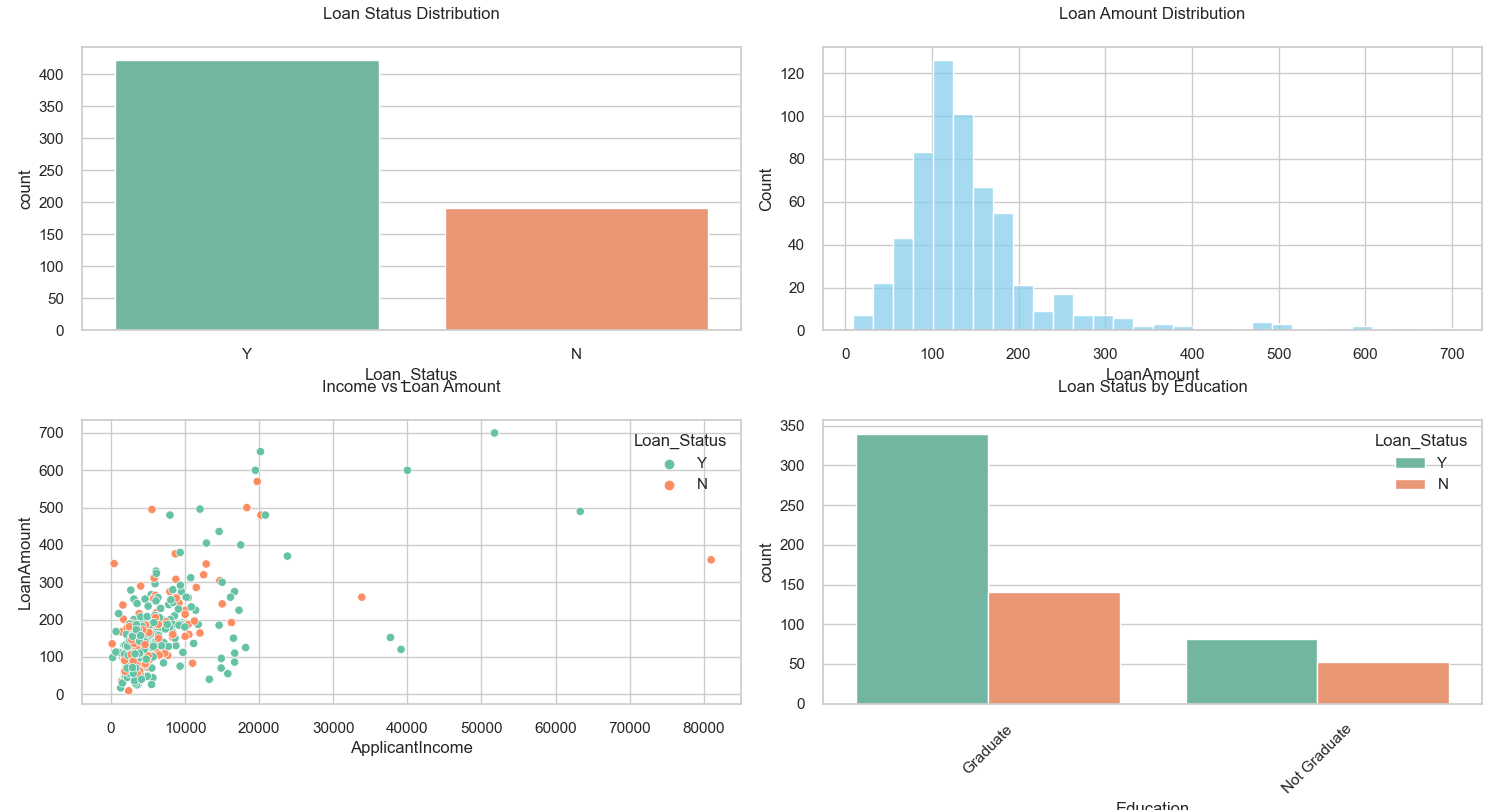 Loan Status Distribution
400
350
300
250
200
150
100
50
0
count
Y
N
Loan_Status
Loan Amount Distribution
120
100
80
60
40
20
0
Count
0
100
200
300
400
500
600
700
LoanAmount
Income vs Loan Amount
700
600
500
400
300
200
100
0
LoanAmount
Loan_Status
Y
N
0
10000
20000
30000
40000
50000
60000
70000
80000
ApplicantIncome
Loan Status by Education
350
300
250
200
150
100
50
0
count
Loan_Status
Y
N
Graduate
Not Graduate
Education